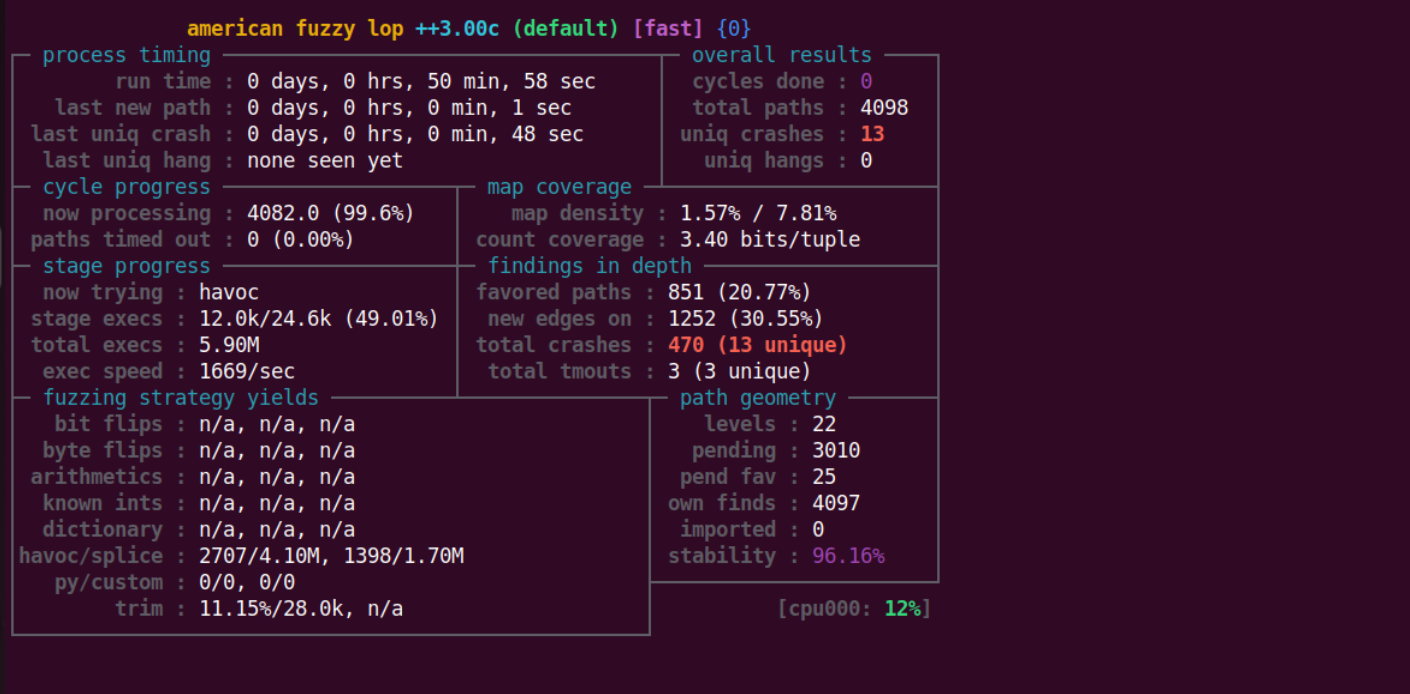 american fuzzy lop ++3.00c (default) [fast] {0}
process timing overall results
run time : 0 days, 0 hrs, 50 min, 58 sec cycles done : 0
last new path : 0 days, 0 hrs, 0 min, 1 sec total paths : 4098
last uniq crash : 0 days, 0 hrs, 0 min, 48 sec uniq crashes : 13
last uniq hang : none seen yet uniq hangs : 0
cycle progress map coverage
now processing : 4082.0 (99.6%) map density : 1.57% / 7.81%
paths timed out : 0 (0.00%) count coverage : 3.40 bits/tuple
stage progress findings in depth
now trying : havoc favored paths : 851 (20.77%)
stage execs : 12.0k/24.6k (49.01%) new edges on : 1252 (30.55%)
total execs : 5.90M total crashes : 470 (13 unique)
exec speed : 1669/sec total tmouts : 3 (3 unique)
fuzzing strategy yields path geometry
bit flips : n/a, n/a, n/a levels : 22
byte flips : n/a, n/a, n/a pending : 3010
arithmetics : n/a, n/a, n/a pend fav : 25
known ints : n/a, n/a, n/a own finds : 4097
dictionary : n/a, n/a, n/a imported : 0
havoc/splice : 2707/4.10M, 1398/1.70M stability : 96.16%
py/custom : 0/0, 0/0
trim : 11.15%/28.0k, n/a [cpu000: 12%]